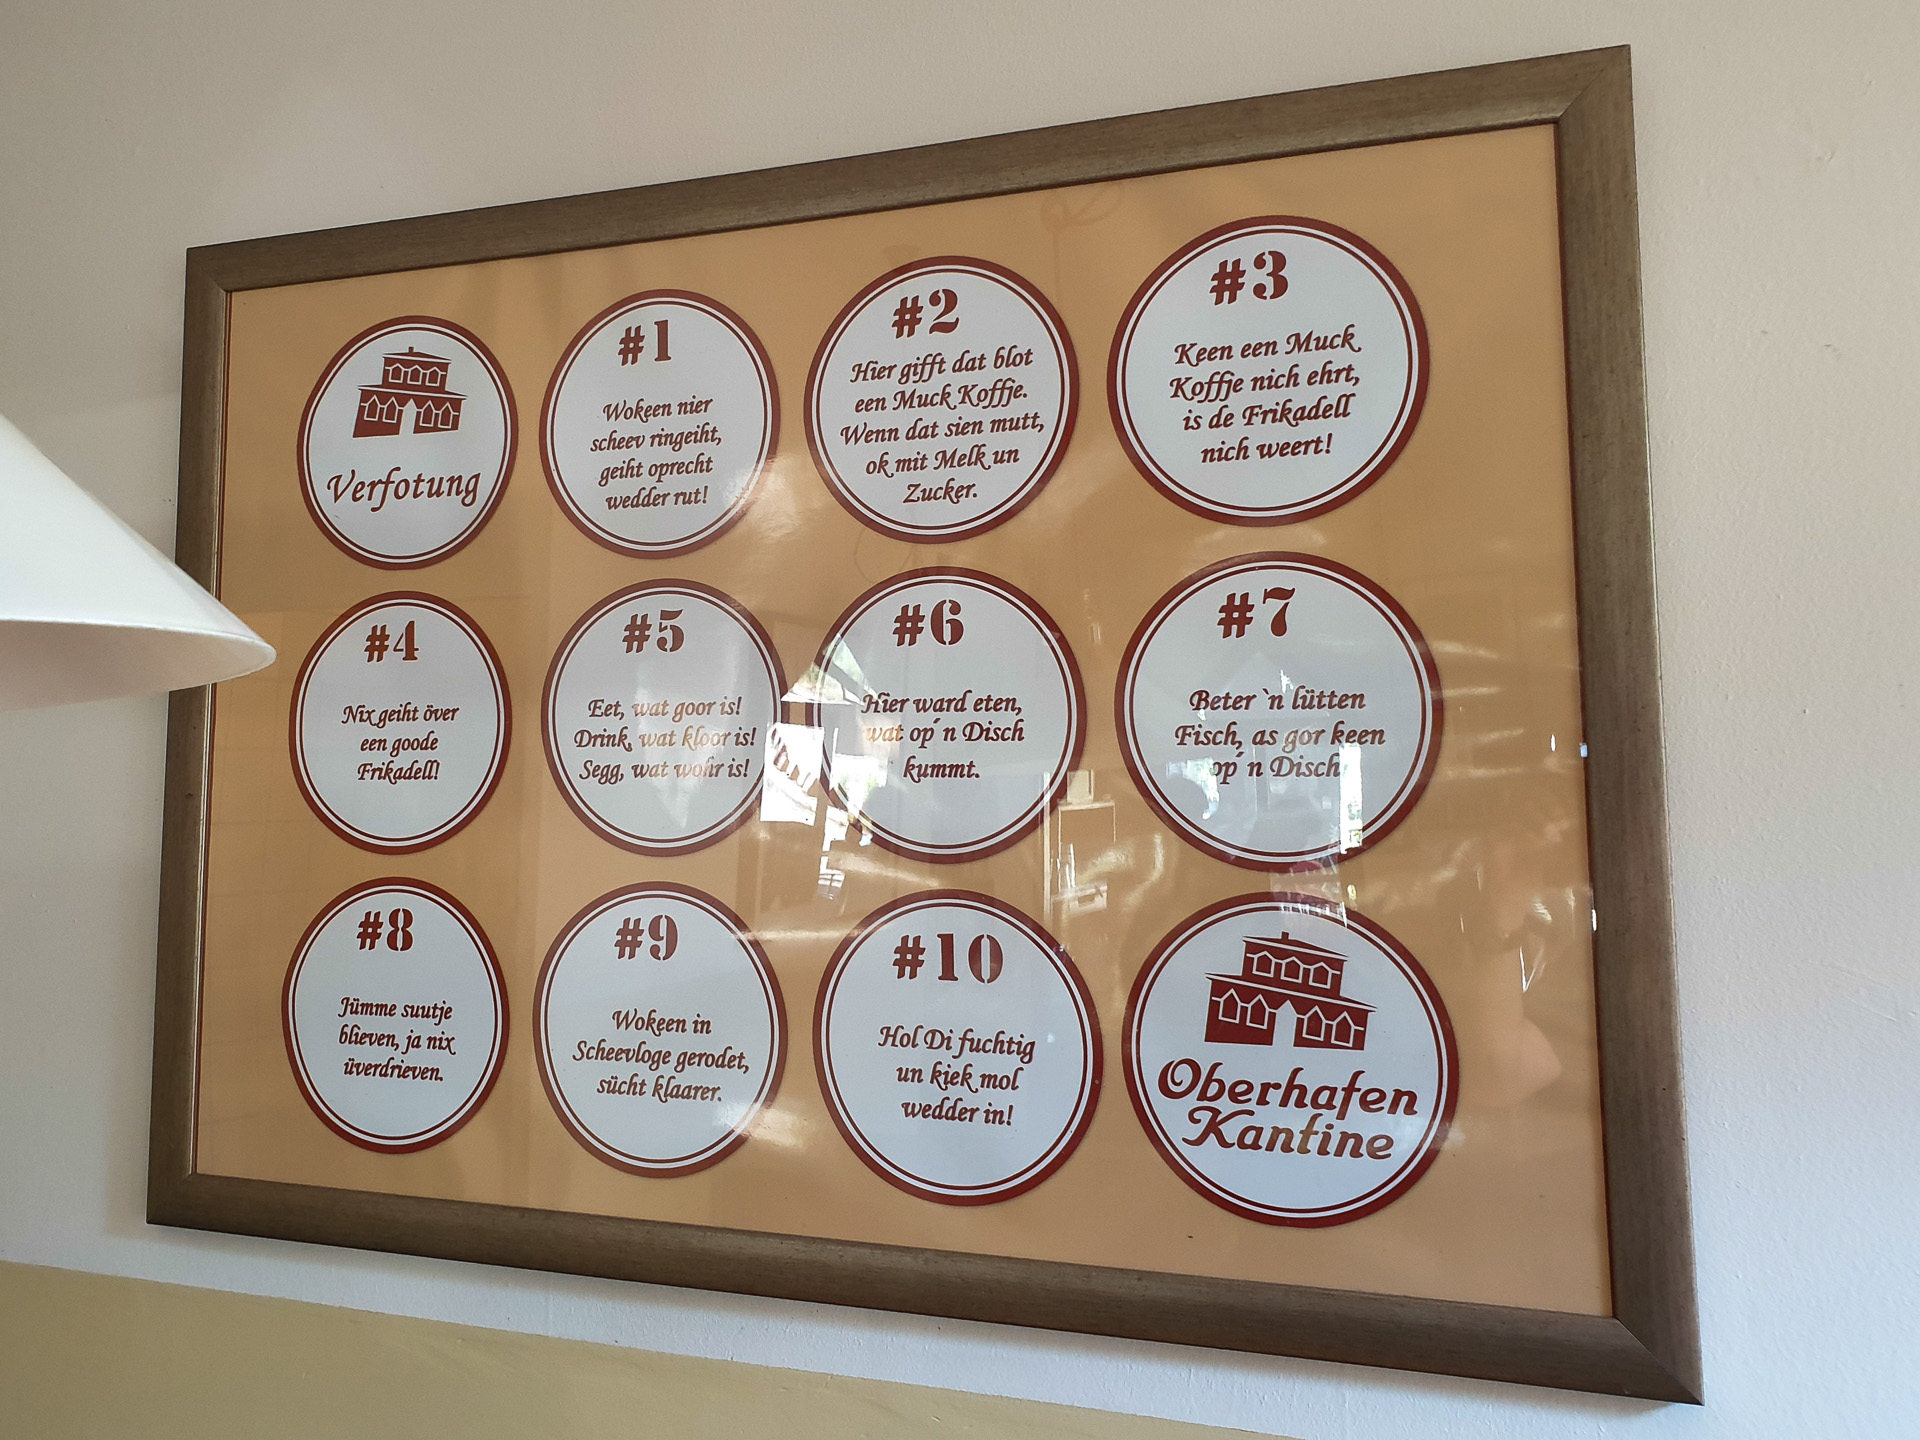 Verfotung
#1
Wokeen nier
scheev ringeiht,
geiht oprecht
wedder rut!
#2
Hier gifft dat blot
een Muck Koffje.
Wenn dat sien mutt,
ok mit Melk un
Zucker.
#3
Keen een Muck
Koffje nich ehrt,
is de Frikadell
nich weert!
#4
Nix geiht över
een goode
Frikadell!
#5
Eet, wat goor is!
Drink, wat kloor is!
Segg, wat wohr is!
#6
Hier ward eten,
wat op´n Disch
kummt.
#7
Beter `n lütten
Fisch, as gor keen
op´n Disch
#8
Jümme suutje
blieven, ja nix
üverdrieven.
#9
Wokeen in
Scheevloge gerodet,
sücht klaarer.
#10
Hol Di fuchtig
un kiek mol
wedder in!
Oberhafen
Kantine